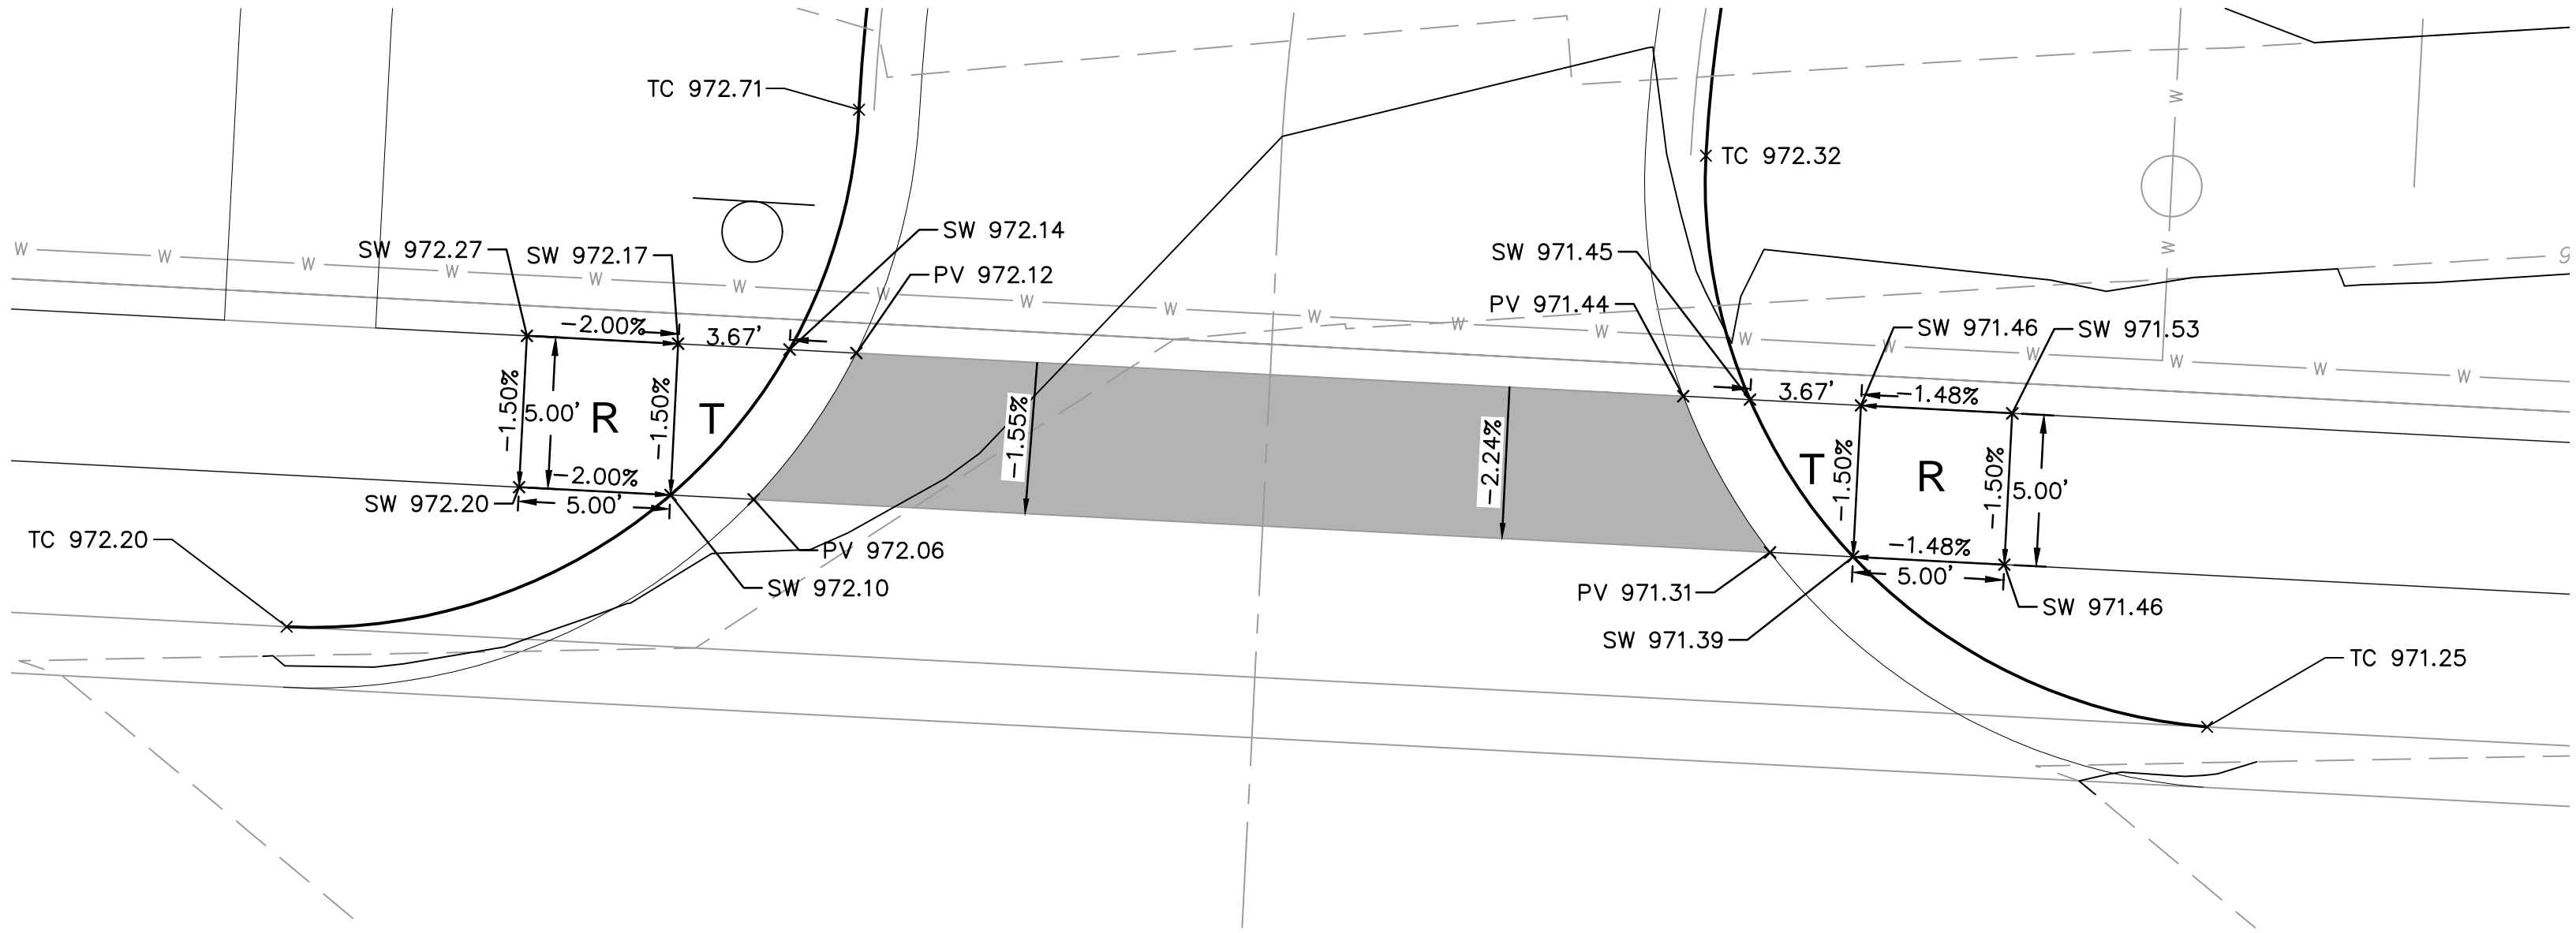 TC 972.71
TC 972.32
SW 972.27
SW 972.17
SW 972.14
PV 972.12
SW 971.45
PV 971.44
SW 971.46
SW 971.53
W W W W W W W W W W W W W W W W W W
W
W
9
-2.00%
3.67'
3.67'
-1.48%
-1.50%
5.00'
R
-1.50%
T
-1.55%
-2.24%
T
-1.50%
R
-1.50%
5.00'
-2.00%
5.00'
SW 972.20
TC 972.20
PV 972.06
SW 972.10
-1.48%
5.00'
PV 971.31
SW 971.39
SW 971.46
TC 971.25